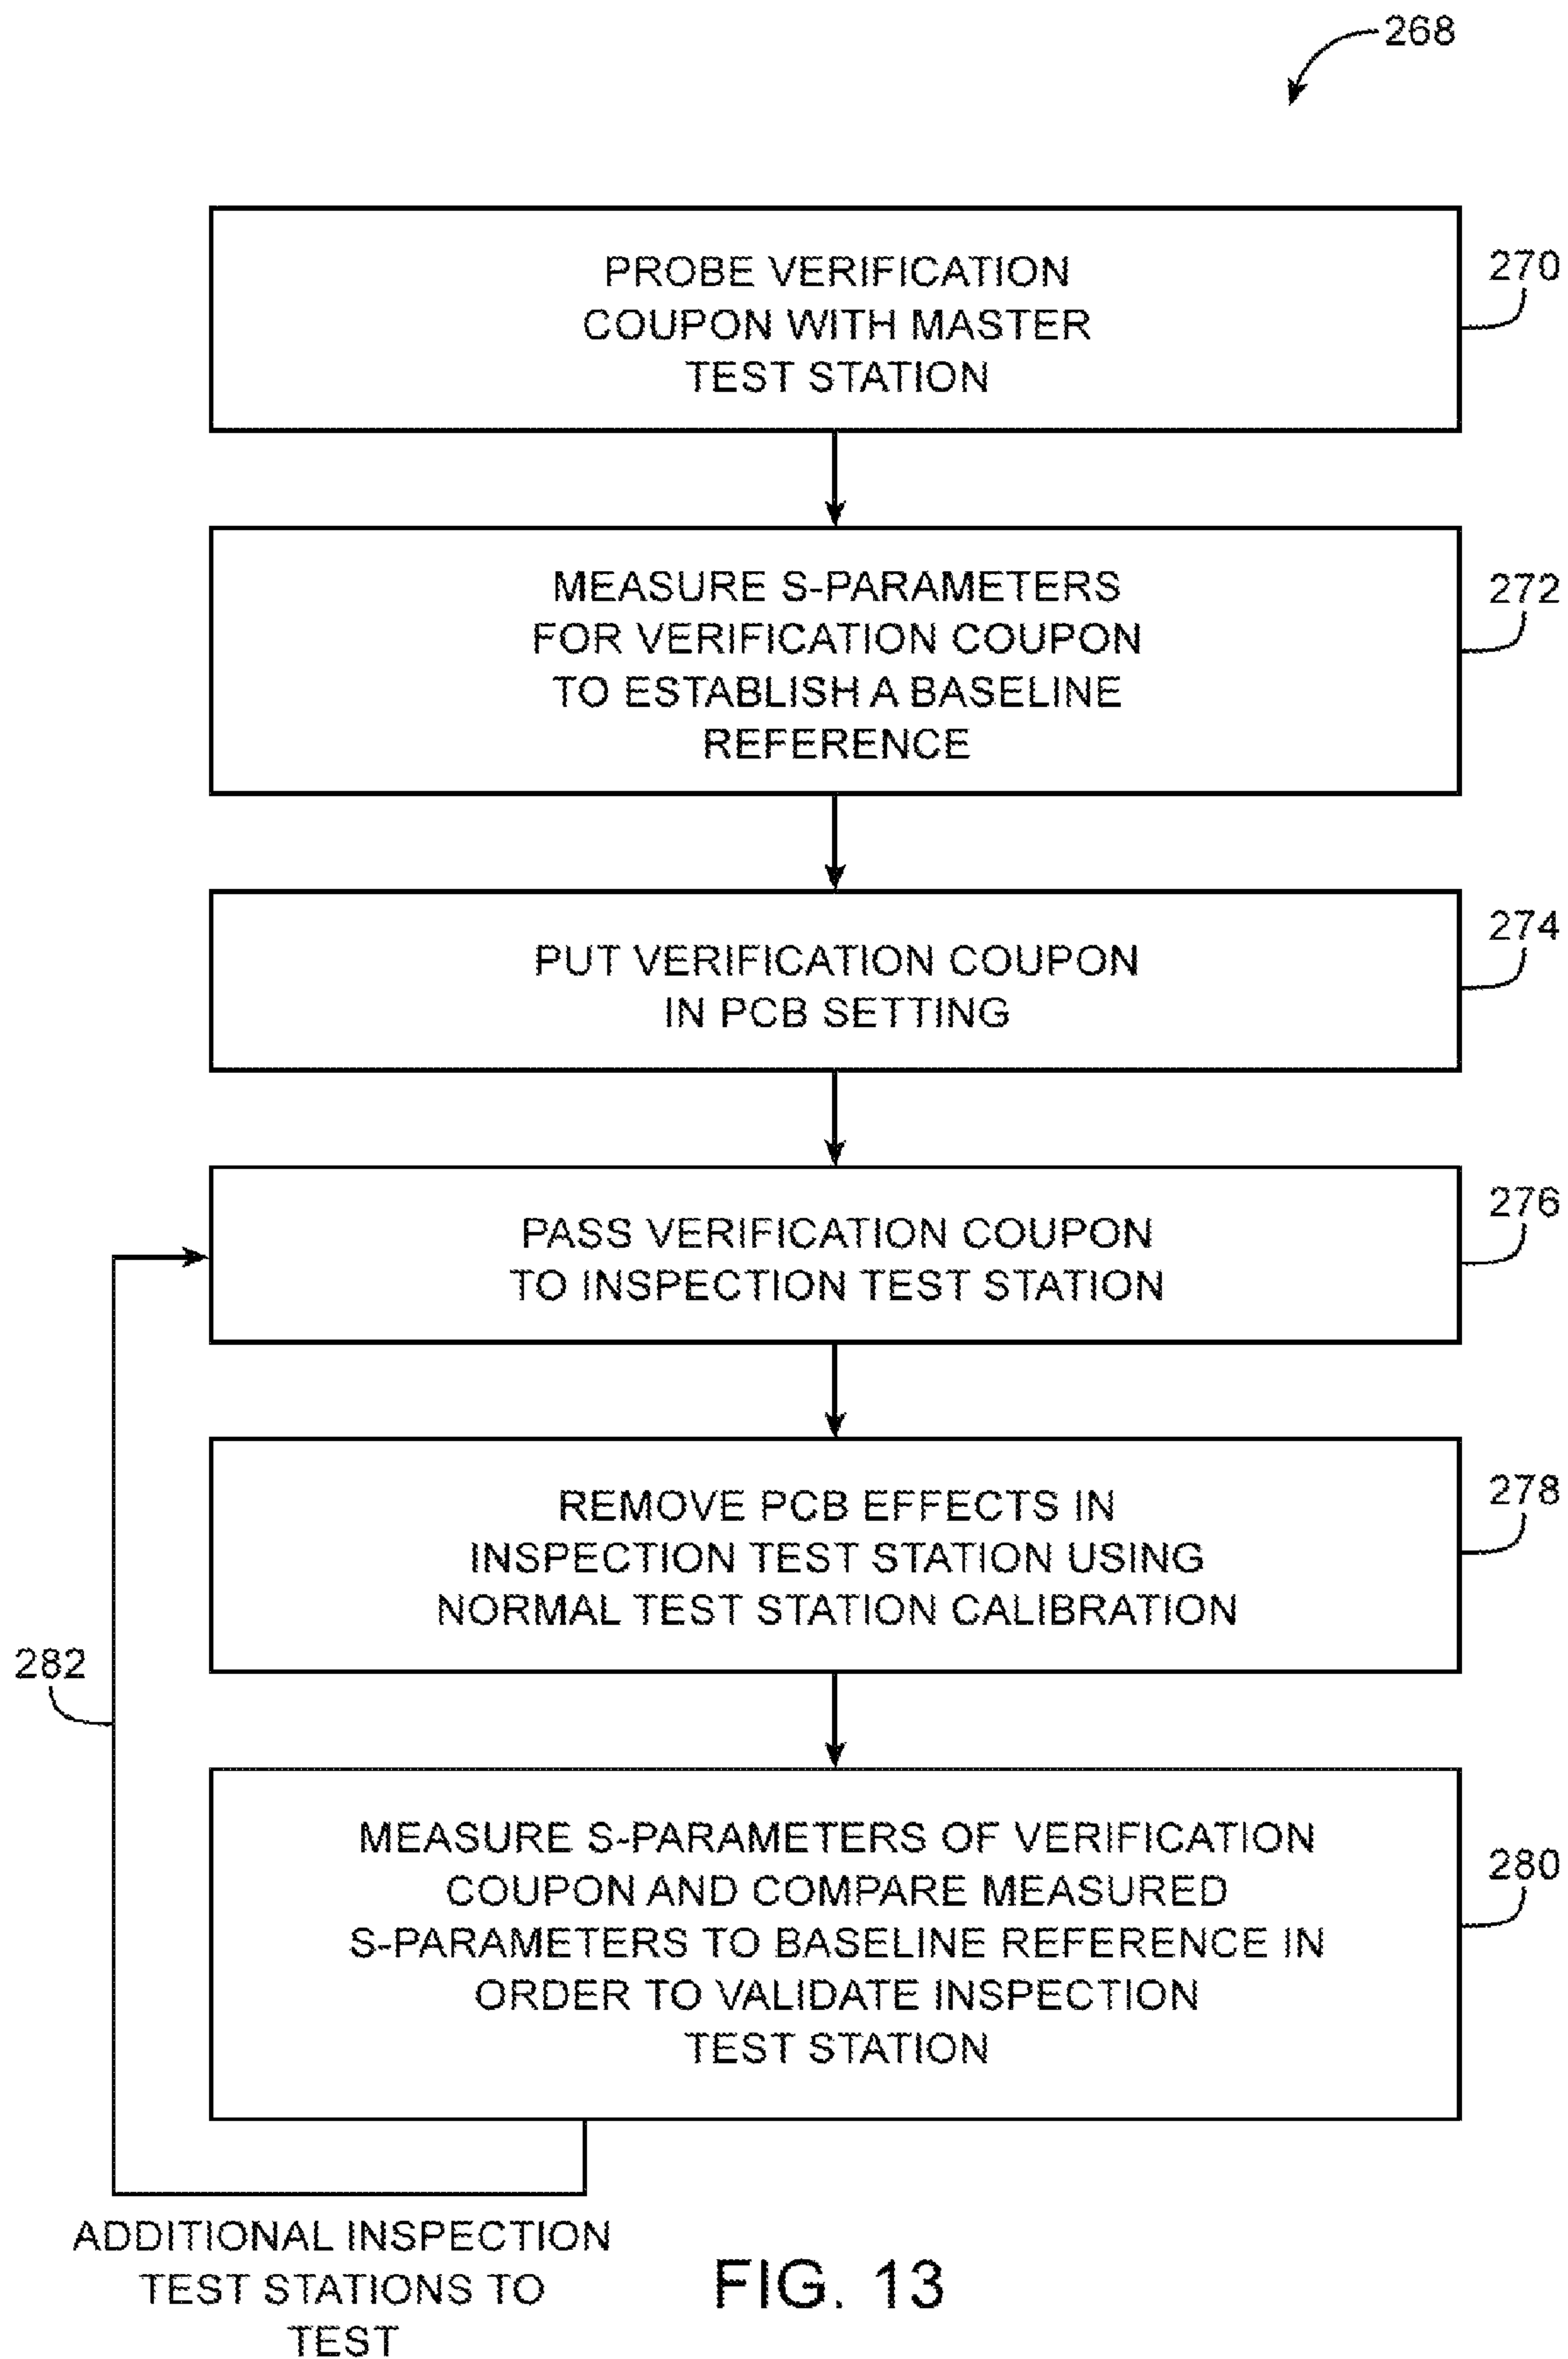 268
PROBE VERIFICATION
COUPON WITH MASTER
TEST STATION
270
MEASURE S-PARAMETERS
FOR VERIFICATION COUPON
TO ESTABLISH A BASELINE
REFERENCE
272
PUT VERIFICATION COUPON
IN PCB SETTING
274
PASS VERIFICATION COUPON
TO INSPECTION TEST STATION
276
REMOVE PCB EFFECTS IN
INSPECTION TEST STATION USING
NORMAL TEST STATION CALIBRATION
278
282
MEASURE S-PARAMETERS OF VERIFICATION
COUPON AND COMPARE MEASURED
S-PARAMETERS TO BASELINE REFERENCE IN
ORDER TO VALIDATE INSPECTION
TEST STATION
280
ADDITIONAL INSPECTION
TEST STATIONS TO
TEST
FIG. 13